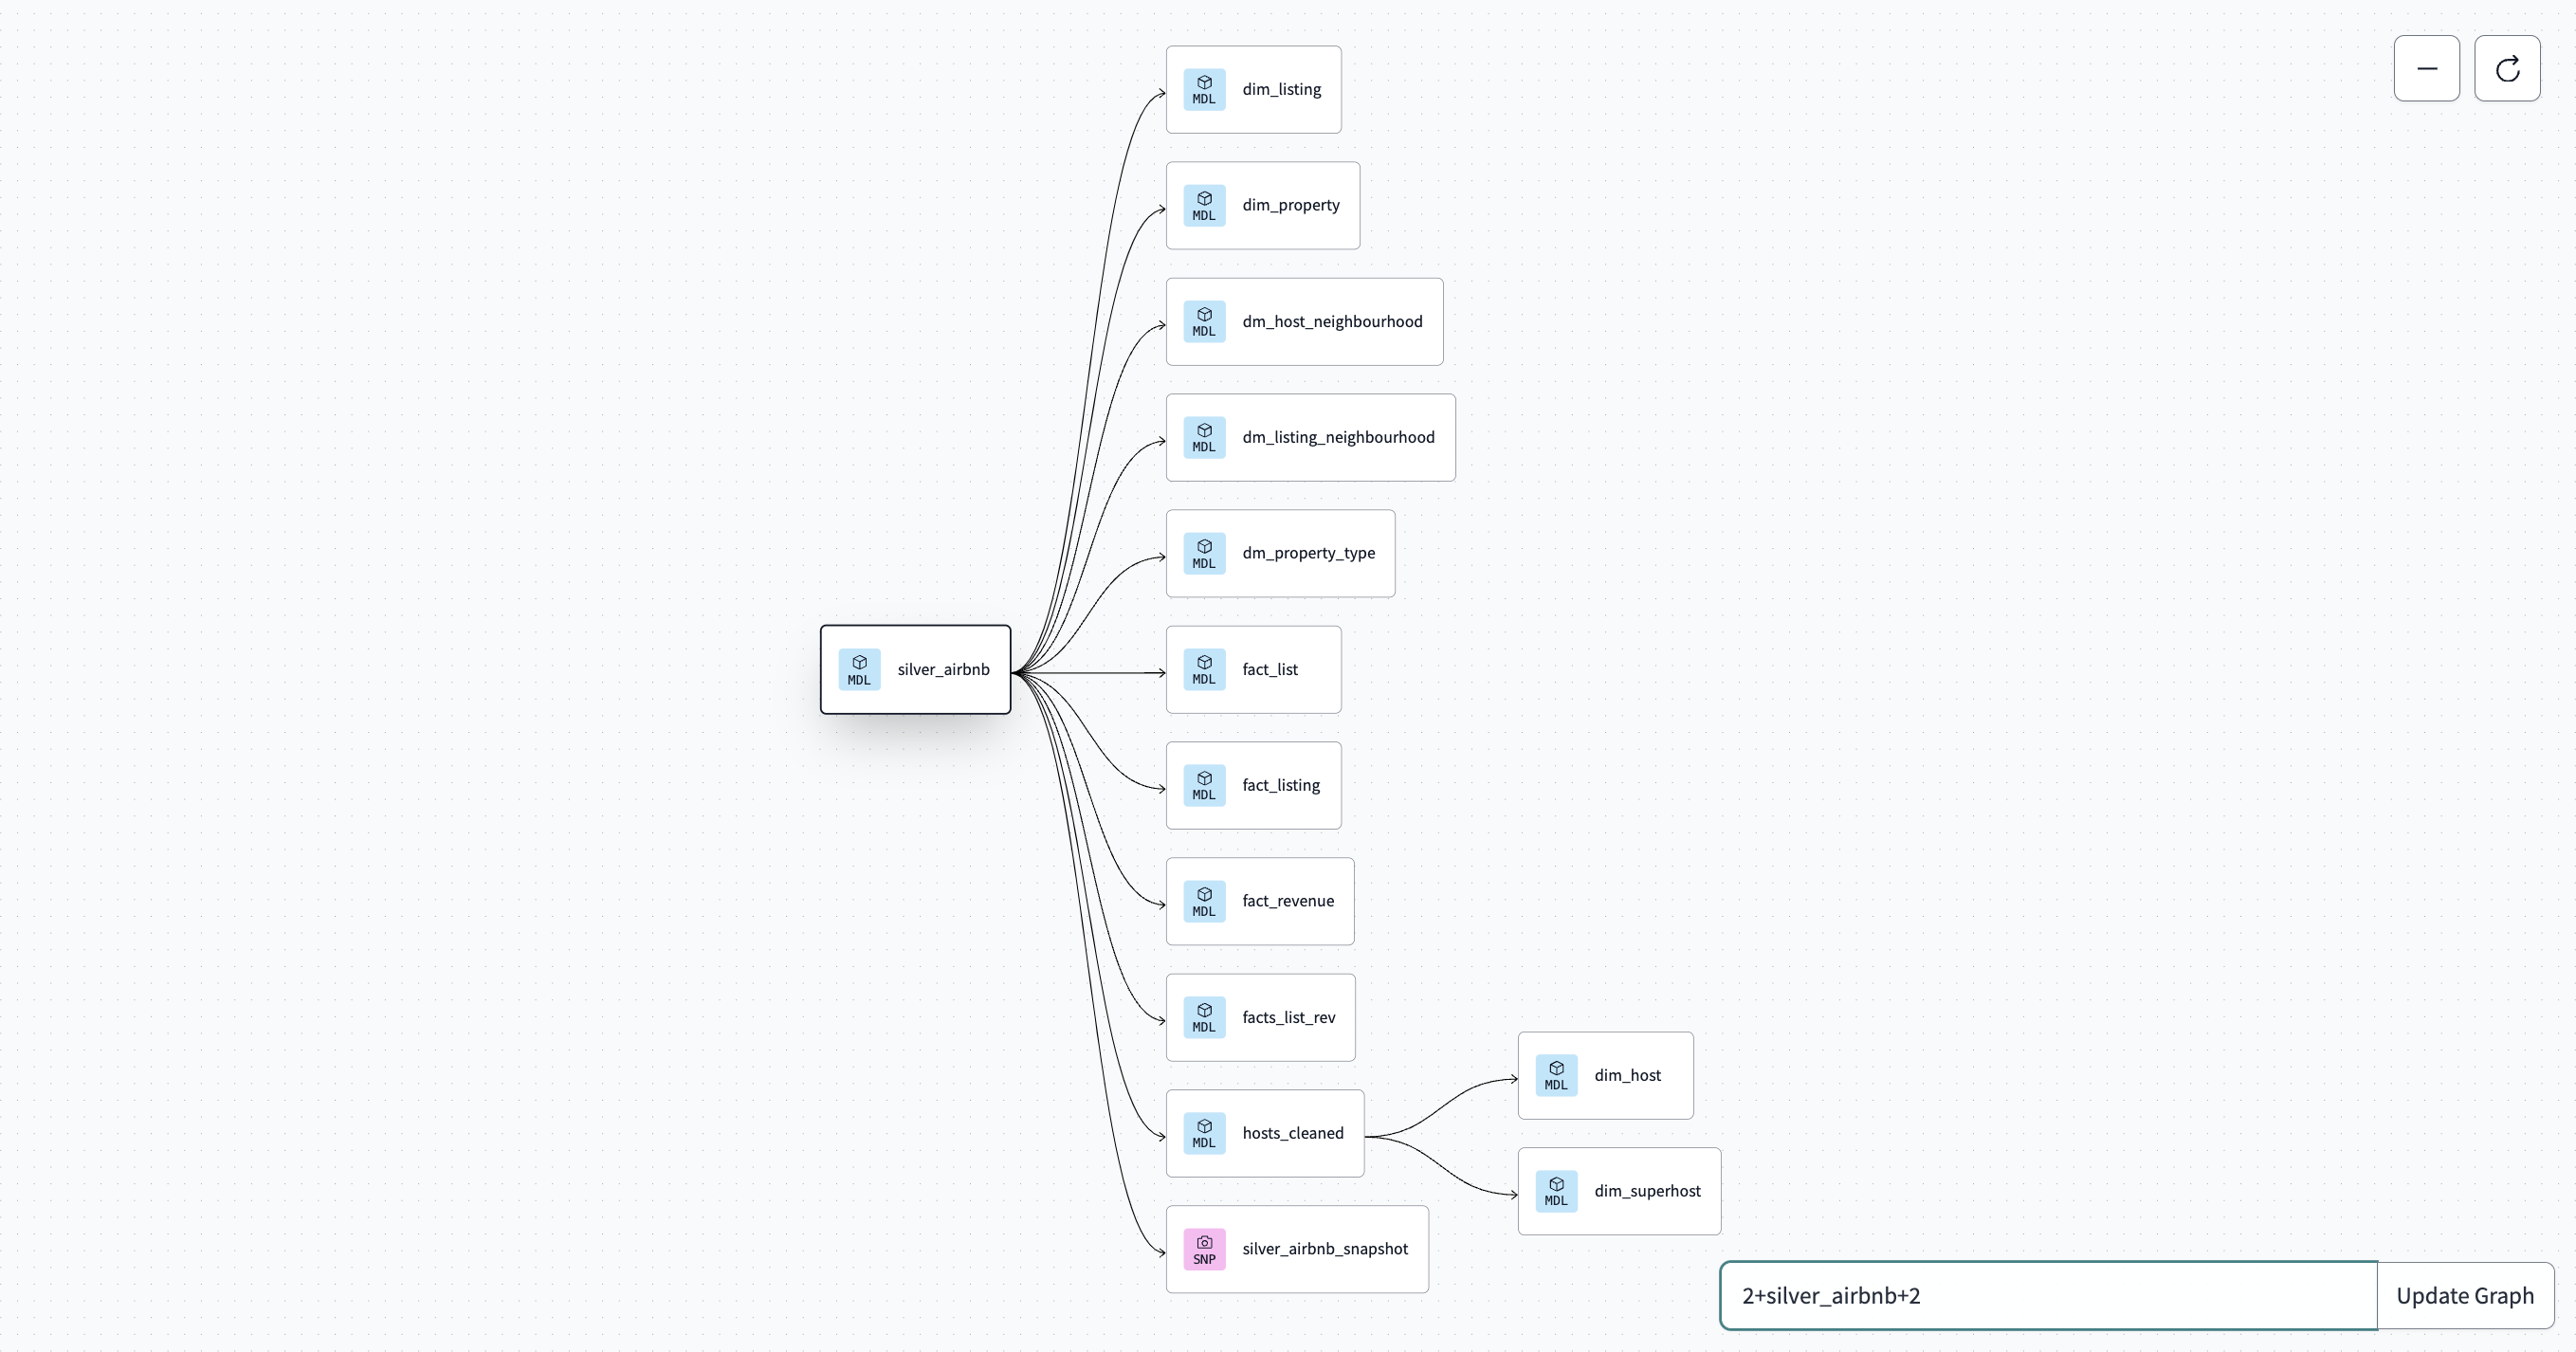 MDL dim_listing
MDL dim_property
MDL dm_host_neighbourhood
MDL dm_listing_neighbourhood
MDL dm_property_type
MDL silver_airbnb
MDL fact_list
MDL fact_listing
MDL fact_revenue
MDL facts_list_rev
MDL dim_host
MDL hosts_cleaned
MDL dim_superhost
SNP silver_airbnb_snapshot
2+silver_airbnb+2
Update Graph